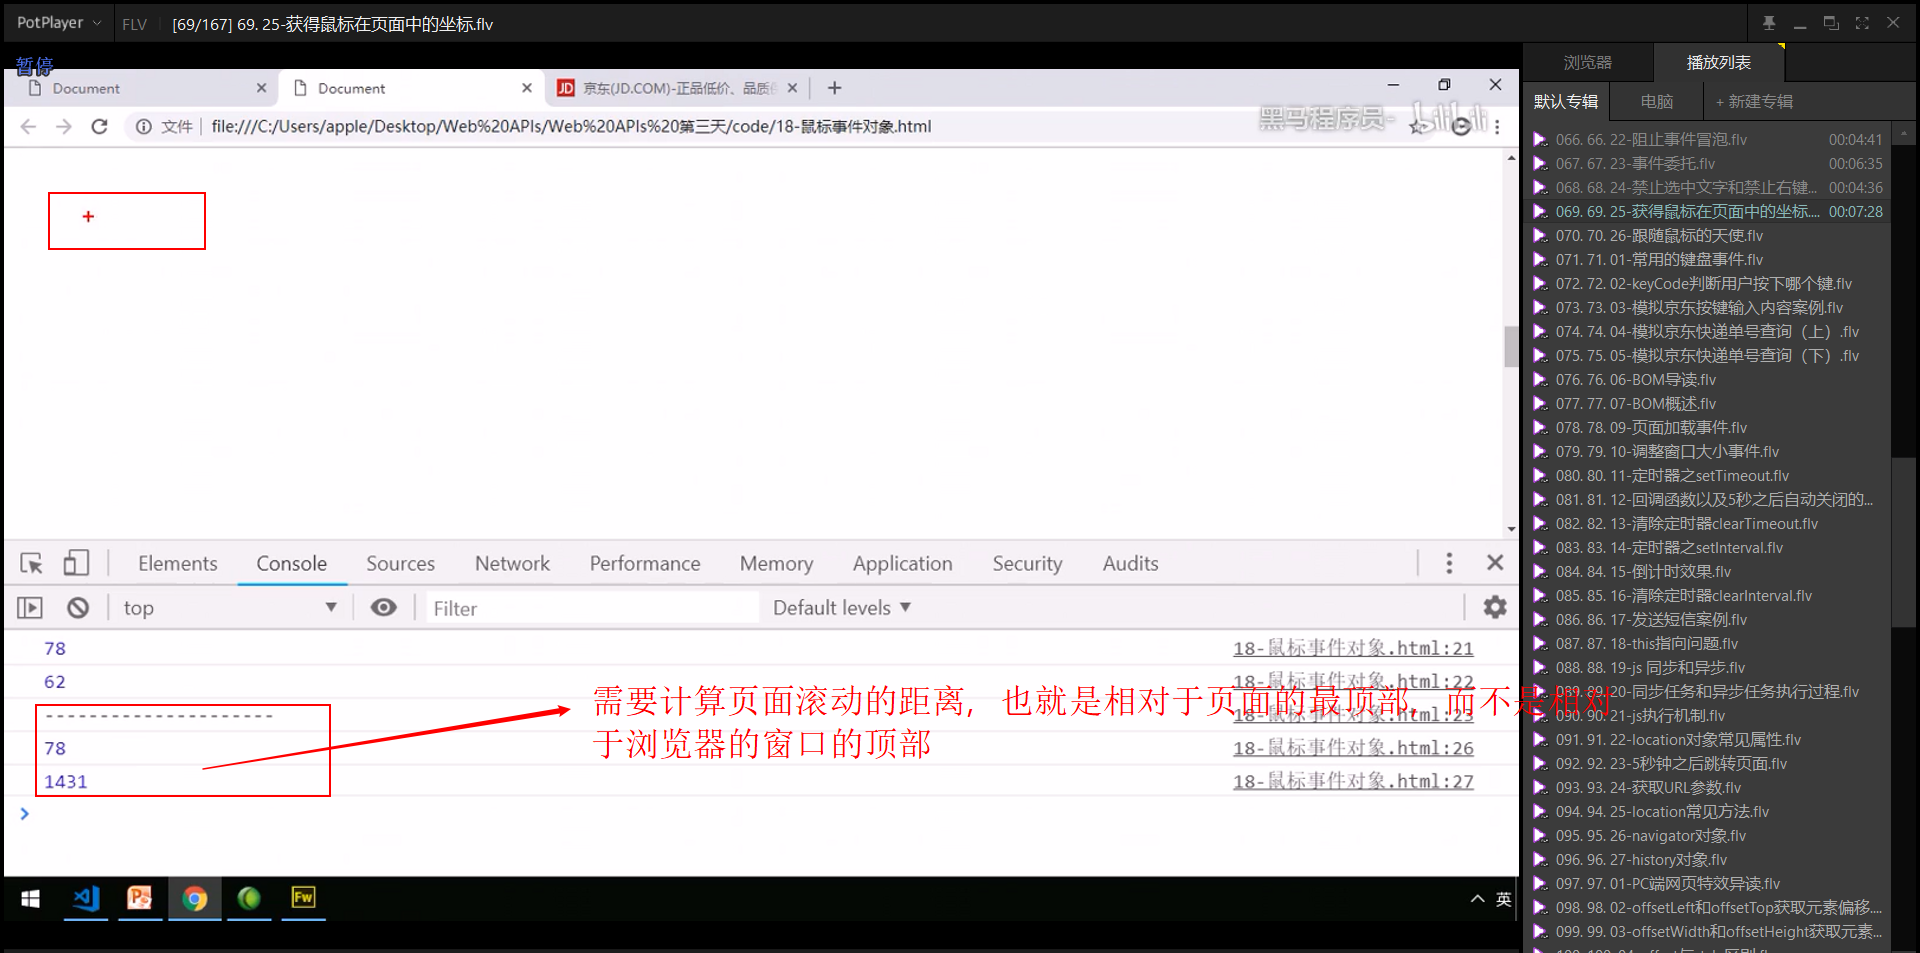 PotPlayer
FLV
[69/167] 69. 25-获得鼠标在页面中的坐标.flv
暂停
Document
Document
JD 京东(JD.COM)-正品低价、品质
文件 file:///C:/Users/apple/Desktop/Web%20APIs/Web%20APIs%20第三天/code/18-鼠标事件对象.html
黑马程序员-
bilibili
Elements Console Sources Network Performance Memory Application Security Audits
top Filter Default levels
78 18-鼠标事件对象.html:21
62 18-鼠标事件对象.html:22
--------------------- 18-鼠标事件对象.html:23
78 18-鼠标事件对象.html:26
1431 18-鼠标事件对象.html:27
需要计算页面滚动的距离，也就是相对于页面的最顶部，而不是相对
于浏览器的窗口的顶部
Fw
英
浏览器 播放列表
默认专辑 电脑 + 新建专辑
066. 66. 22-阻止事件冒泡.flv 00:04:41
067. 67. 23-事件委托.flv 00:06:35
068. 68. 24-禁止选中文字和禁止右键... 00:04:36
069. 69. 25-获得鼠标在页面中的坐标.... 00:07:28
070. 70. 26-跟随鼠标的天使.flv
071. 71. 01-常用的键盘事件.flv
072. 72. 02-keyCode判断用户按下哪个键.flv
073. 73. 03-模拟京东按键输入内容案例.flv
074. 74. 04-模拟京东快递单号查询（上）.flv
075. 75. 05-模拟京东快递单号查询（下）.flv
076. 76. 06-BOM导读.flv
077. 77. 07-BOM概述.flv
078. 78. 09-页面加载事件.flv
079. 79. 10-调整窗口大小事件.flv
080. 80. 11-定时器之setTimeout.flv
081. 81. 12-回调函数以及5秒之后自动关闭的...
082. 82. 13-清除定时器clearTimeout.flv
083. 83. 14-定时器之setInterval.flv
084. 84. 15-倒计时效果.flv
085. 85. 16-清除定时器clearInterval.flv
086. 86. 17-发送短信案例.flv
087. 87. 18-this指向问题.flv
088. 88. 19-js 同步和异步.flv
089. 89. 20-同步任务和异步任务执行过程.flv
090. 90. 21-js执行机制.flv
091. 91. 22-location对象常见属性.flv
092. 92. 23-5秒钟之后跳转页面.flv
093. 93. 24-获取URL参数.flv
094. 94. 25-location常见方法.flv
095. 95. 26-navigator对象.flv
096. 96. 27-history对象.flv
097. 97. 01-PC端网页特效导读.flv
098. 98. 02-offsetLeft和offsetTop获取元素偏移....
099. 99. 03-offsetWidth和offsetHeight获取元素...